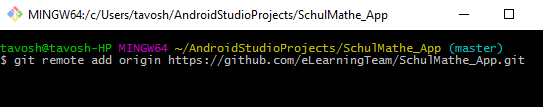 MINGW64:/c/Users/tavosh/AndroidStudioProjects/SchulMathe_App
tavosh@tavosh-HP MINGW64 ~/AndroidStudioProjects/SchulMathe_App (master)
$ git remote add origin https://github.com/eLearningTeam/SchulMathe_App.git